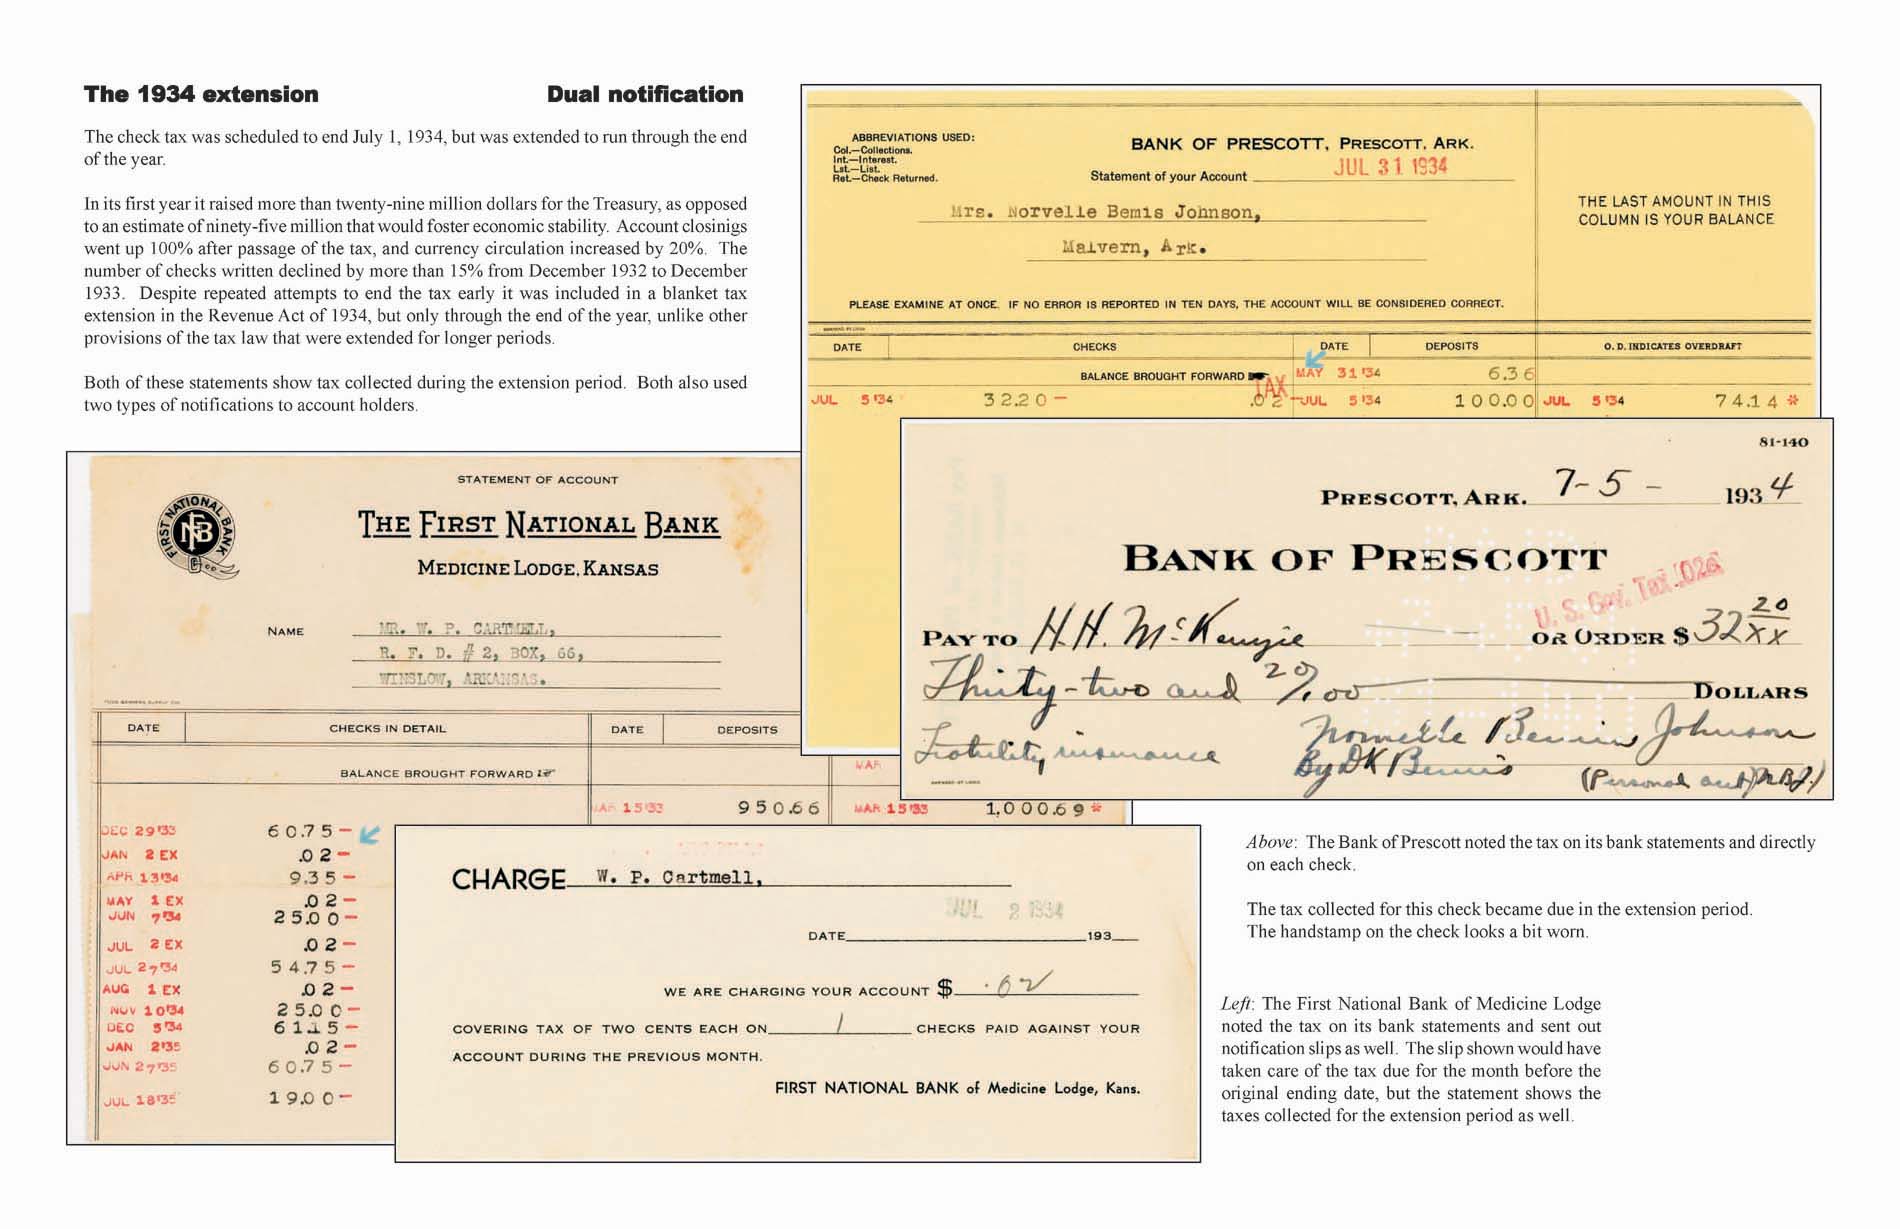 The 1934 extension
Dual notification
The check tax was scheduled to end July 1, 1934, but was extended to run through the end
of the year.
In its first year it raised more than twenty-nine million dollars for the Treasury, as opposed
to an estimate of ninety-five million that would foster economic stability. Account closinigs
went up 100% after passage of the tax, and currency circulation increased by 20%. The
number of checks written declined by more than 15% from December 1932 to December
1933. Despite repeated attempts to end the tax early it was included in a blanket tax
extension in the Revenue Act of 1934, but only through the end of the year, unlike other
provisions of the tax law that were extended for longer periods.
Both of these statements show tax collected during the extension period. Both also used
two types of notifications to account holders.
ABBREVIATIONS USED:
Col.—Collections.
Int.—Interest.
Lst.—List.
Ret.—Check Returned.
BANK OF PRESCOTT, PRESCOTT, ARK.
Statement of your Account JUL 31 1934
Mrs. Norvelle Bemis Johnson,
Malvern, Ark.
THE LAST AMOUNT IN THIS
COLUMN IS YOUR BALANCE
PLEASE EXAMINE AT ONCE. IF NO ERROR IS REPORTED IN TEN DAYS, THE ACCOUNT WILL BE CONSIDERED CORRECT.
DATE CHECKS DATE DEPOSITS O. D. INDICATES OVERDRAFT
BALANCE BROUGHT FORWARD MAY 31 '34 6.36
TAX
JUL 5 '34 32.20 – .02 – JUL 5 '34 100.00 JUL 5 '34 74.14 *
81-140
PRESCOTT, ARK. 7-5- 1934
BANK OF PRESCOTT
U. S. Gov. Tax .02¢
PAY TO H.H. McKenzie OR ORDER $ 32 20/XX
Thirty-two and 20/100 DOLLARS
Liability insurance
Norvelle Bemis Johnson
By DK Bemis
(Personal acct) N.B.J.)
STATEMENT OF ACCOUNT
FIRST NATIONAL BANK
FNB
THE FIRST NATIONAL BANK
MEDICINE LODGE, KANSAS
NAME MR. W. P. CARTMELL,
R. F. D. # 2, BOX, 66,
WINSLOW, ARKANSAS.
DATE CHECKS IN DETAIL DATE DEPOSITS
BALANCE BROUGHT FORWARD MAR
MAR 15 '33 950.66 MAR 15 '33 1,000.69 *
DEC 29 '33 60.75 –
JAN 2 EX .02 –
APR 13 '34 9.35 –
MAY 1 EX .02 –
JUN 7 '34 25.00 –
JUL 2 EX .02 –
JUL 27 '34 54.75 –
AUG 1 EX .02 –
NOV 10 '34 25.00 –
DEC 5 '34 61.15 –
JAN 2 '35 .02 –
JUN 27 '35 60.75 –
JUL 18 '35 19.00 –
CHARGE W. P. Cartmell,
JUL 2 1934
DATE 193
WE ARE CHARGING YOUR ACCOUNT $ .02
COVERING TAX OF TWO CENTS EACH ON 1 CHECKS PAID AGAINST YOUR
ACCOUNT DURING THE PREVIOUS MONTH.
FIRST NATIONAL BANK of Medicine Lodge, Kans.
Above: The Bank of Prescott noted the tax on its bank statements and directly
on each check.
The tax collected for this check became due in the extension period.
The handstamp on the check looks a bit worn.
Left: The First National Bank of Medicine Lodge
noted the tax on its bank statements and sent out
notification slips as well. The slip shown would have
taken care of the tax due for the month before the
original ending date, but the statement shows the
taxes collected for the extension period as well.